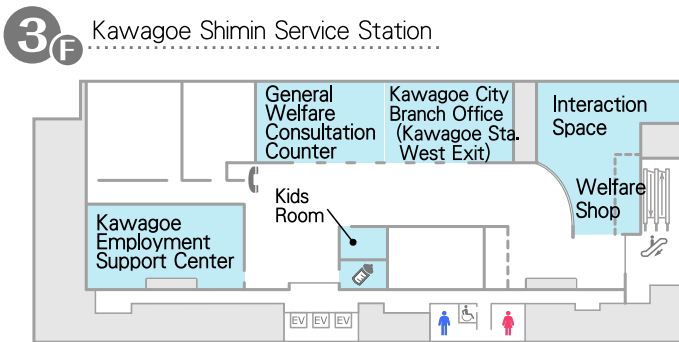 3F Kawagoe Shimin Service Station
General
Welfare
Consultation
Counter
Kawagoe City
Branch Office
(Kawagoe Sta.
West Exit)
Interaction
Space
Welfare
Shop
Kids
Room
Kawagoe
Employment
Support Center
EV EV EV